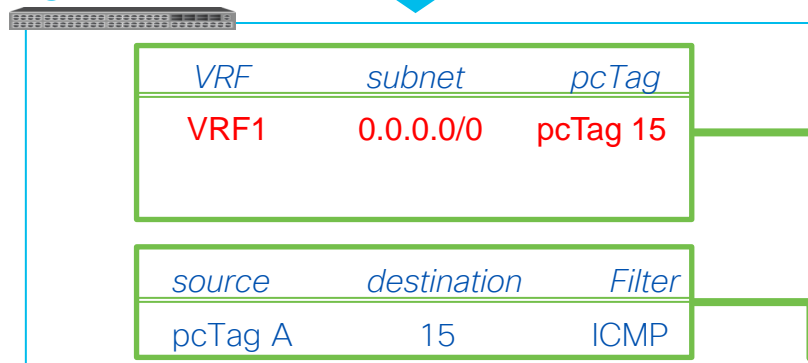 VRF subnet pcTag
VRF1 0.0.0.0/0 pcTag 15
source destination Filter
pcTag A 15 ICMP